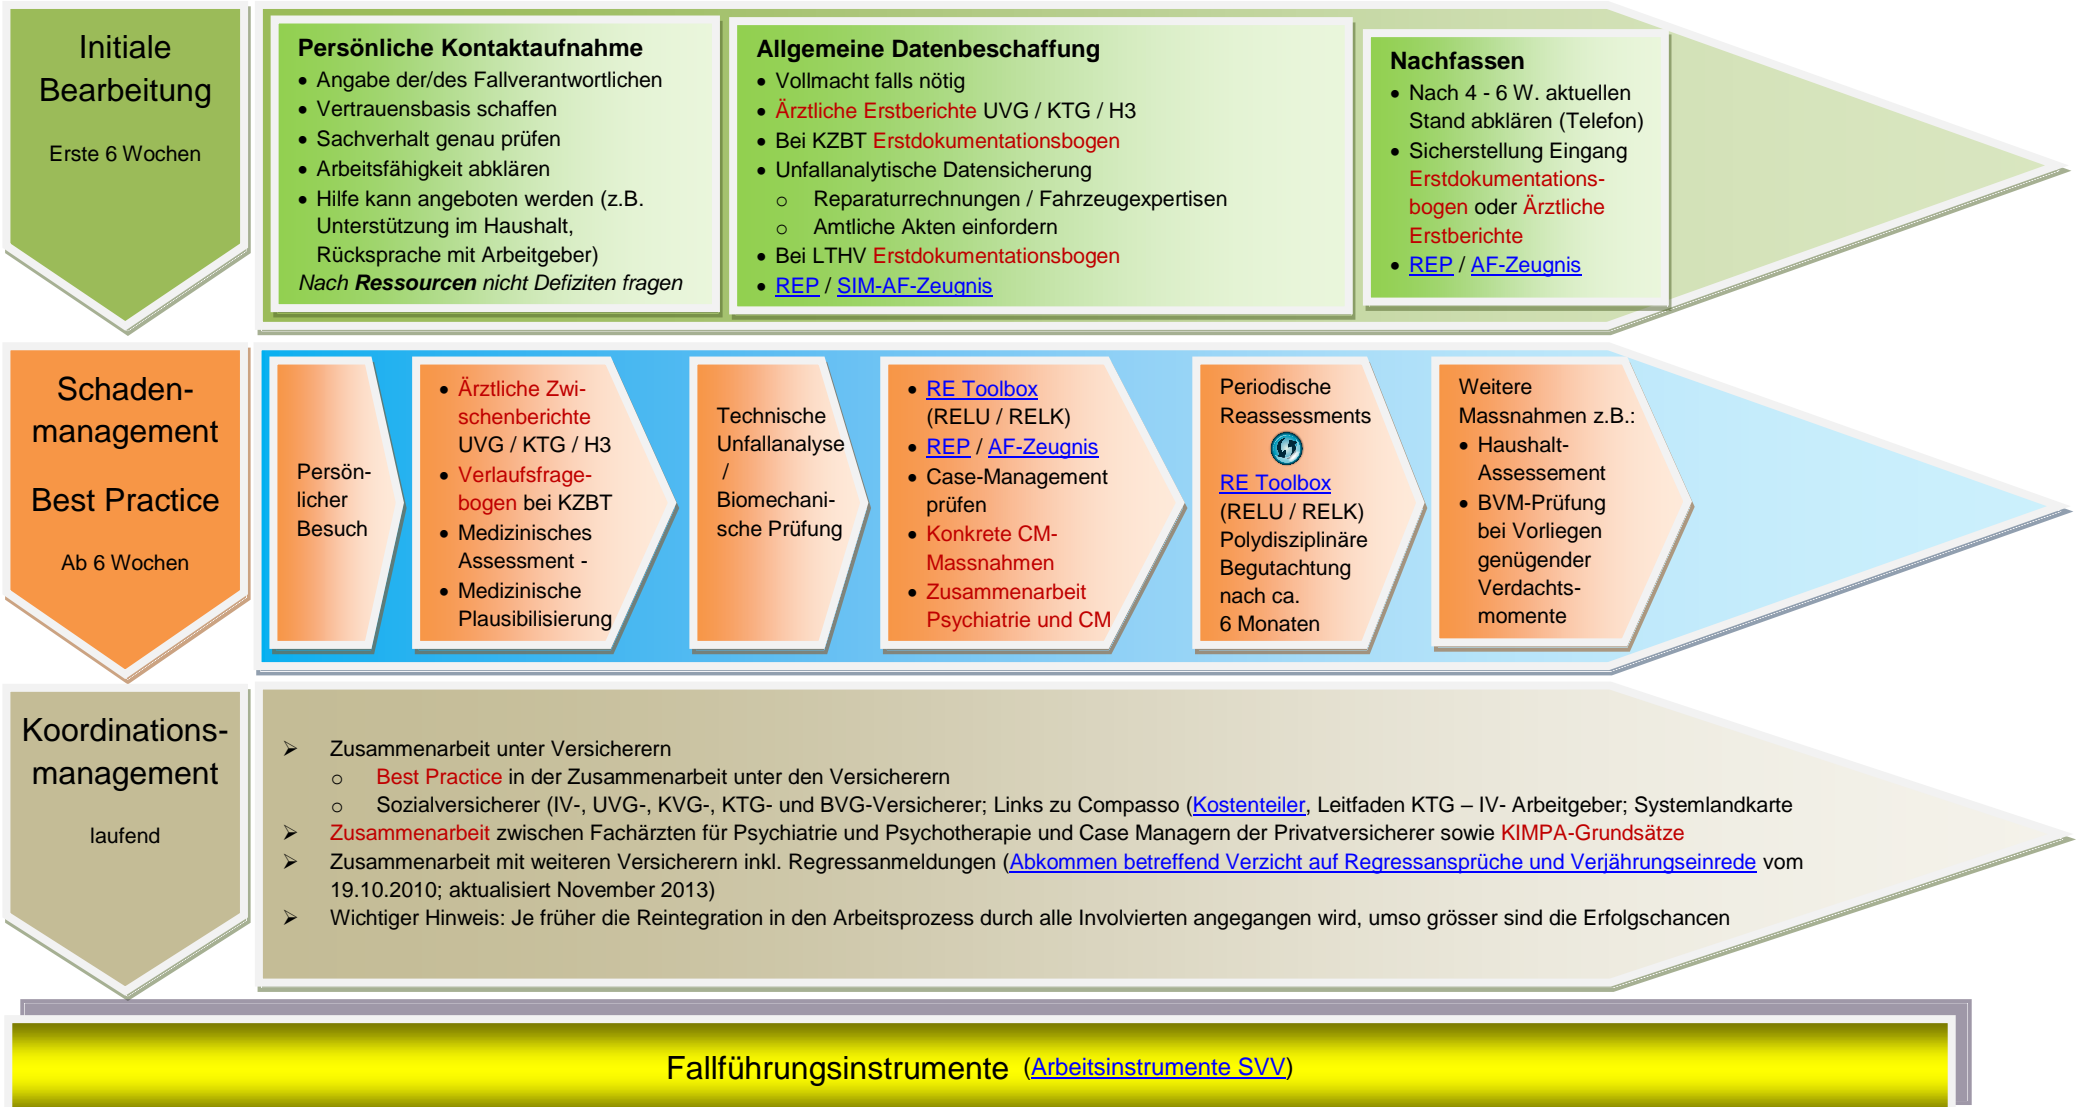 Initiale
Bearbeitung
Erste 6 Wochen
Persönliche Kontaktaufnahme
• Angabe der/des Fallverantwortlichen
• Vertrauensbasis schaffen
• Sachverhalt genau prüfen
• Arbeitsfähigkeit abklären
• Hilfe kann angeboten werden (z.B.
Unterstützung im Haushalt,
Rücksprache mit Arbeitgeber)
Nach Ressourcen nicht Defiziten fragen
Allgemeine Datenbeschaffung
• Vollmacht falls nötig
• Ärztliche Erstberichte UVG / KTG / H3
• Bei KZBT Erstdokumentationsbogen
• Unfallanalytische Datensicherung
o Reparaturrechnungen / Fahrzeugexpertisen
o Amtliche Akten einfordern
• Bei LTHV Erstdokumentationsbogen
• REP / SIM-AF-Zeugnis
Nachfassen
• Nach 4 - 6 W. aktuellen
Stand abklären (Telefon)
• Sicherstellung Eingang
Erstdokumentations-
bogen oder Ärztliche
Erstberichte
• REP / AF-Zeugnis
Schaden-
management
Best Practice
Ab 6 Wochen
Persön-
licher
Besuch
• Ärztliche Zwi-
schenberichte
UVG / KTG / H3
• Verlaufsfrage-
bogen bei KZBT
• Medizinisches
Assessment -
• Medizinische
Plausibilisierung
Technische
Unfallanalyse
/
Biomechani-
sche Prüfung
• RE Toolbox
(RELU / RELK)
• REP / AF-Zeugnis
• Case-Management
prüfen
• Konkrete CM-
Massnahmen
• Zusammenarbeit
Psychiatrie und CM
Periodische
Reassessments
RE Toolbox
(RELU / RELK)
Polydisziplinäre
Begutachtung
nach ca.
6 Monaten
Weitere
Massnahmen z.B.:
• Haushalt-
Assessement
• BVM-Prüfung
bei Vorliegen
genügender
Verdachts-
momente
Koordinations-
management
laufend
➢ Zusammenarbeit unter Versicherern
o Best Practice in der Zusammenarbeit unter den Versicherern
o Sozialversicherer (IV-, UVG-, KVG-, KTG- und BVG-Versicherer; Links zu Compasso (Kostenteiler, Leitfaden KTG – IV- Arbeitgeber; Systemlandkarte
➢ Zusammenarbeit zwischen Fachärzten für Psychiatrie und Psychotherapie und Case Managern der Privatversicherer sowie KIMPA-Grundsätze
➢ Zusammenarbeit mit weiteren Versicherern inkl. Regressanmeldungen (Abkommen betreffend Verzicht auf Regressansprüche und Verjährungseinrede vom
19.10.2010; aktualisiert November 2013)
➢ Wichtiger Hinweis: Je früher die Reintegration in den Arbeitsprozess durch alle Involvierten angegangen wird, umso grösser sind die Erfolgschancen
Fallführungsinstrumente (Arbeitsinstrumente SVV)